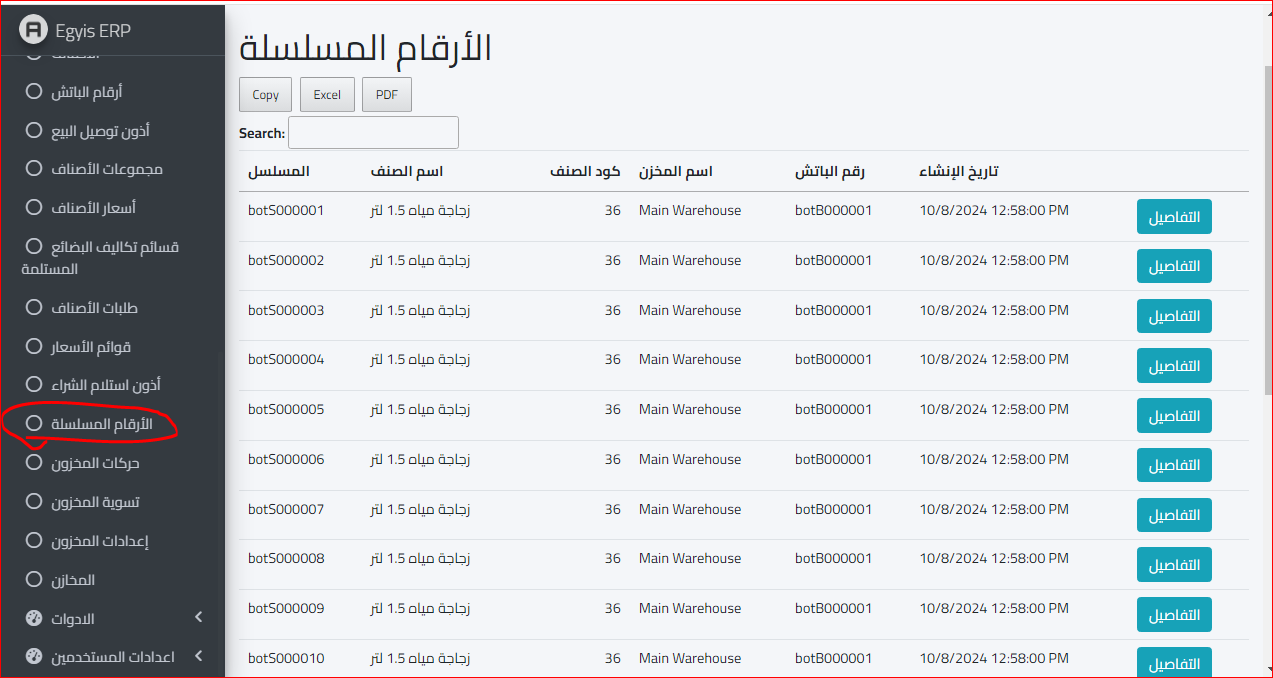 Egyis ERP
أرقام الباتش
أذون توصيل البيع
مجموعات الأصناف
أسعار الأصناف
قسائم تكاليف البضائع
المستلمة
طلبات الأصناف
قوائم الأسعار
أذون استلام الشراء
الأرقام المسلسلة
حركات المخزون
تسوية المخزون
إعدادات المخزون
المخازن
الادوات
اعدادات المستخدمين
الأرقام المسلسلة
Copy Excel PDF
Search:
المسلسل اسم الصنف كود الصنف اسم المخزن رقم الباتش تاريخ الإنشاء
botS000001 زجاجة مياه 1.5 لتر 36 Main Warehouse botB000001 10/8/2024 12:58:00 PM التفاصيل
botS000002 زجاجة مياه 1.5 لتر 36 Main Warehouse botB000001 10/8/2024 12:58:00 PM التفاصيل
botS000003 زجاجة مياه 1.5 لتر 36 Main Warehouse botB000001 10/8/2024 12:58:00 PM التفاصيل
botS000004 زجاجة مياه 1.5 لتر 36 Main Warehouse botB000001 10/8/2024 12:58:00 PM التفاصيل
botS000005 زجاجة مياه 1.5 لتر 36 Main Warehouse botB000001 10/8/2024 12:58:00 PM التفاصيل
botS000006 زجاجة مياه 1.5 لتر 36 Main Warehouse botB000001 10/8/2024 12:58:00 PM التفاصيل
botS000007 زجاجة مياه 1.5 لتر 36 Main Warehouse botB000001 10/8/2024 12:58:00 PM التفاصيل
botS000008 زجاجة مياه 1.5 لتر 36 Main Warehouse botB000001 10/8/2024 12:58:00 PM التفاصيل
botS000009 زجاجة مياه 1.5 لتر 36 Main Warehouse botB000001 10/8/2024 12:58:00 PM التفاصيل
botS000010 زجاجة مياه 1.5 لتر 36 Main Warehouse botB000001 10/8/2024 12:58:00 PM التفاصيل